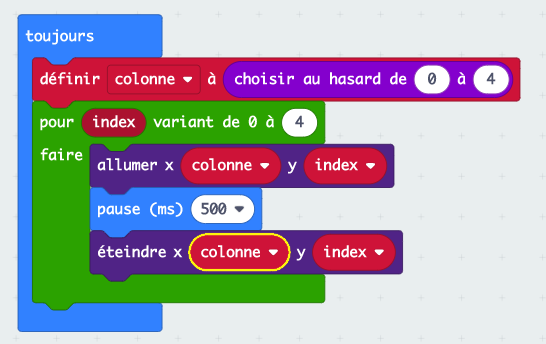 toujours
définir colonne à choisir au hasard de 0 à 4
pour index variant de 0 à 4
faire
allumer x colonne y index
pause (ms) 500
éteindre x colonne y index